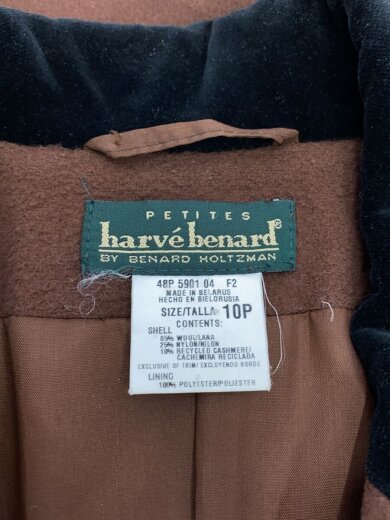 PETITES
harvé benard®
BY BENARD HOLTZMAN
48P 5901 04 F2
MADE IN BELARUS
HECHO EN BIELORUSIA
SIZE/TALLA 10P
CONTENTS:
SHELL
65% WOOL/LANA
25% NYLON/NILON
10% RECYCLED CASHMERE/
CACHEMIRA RECICLADA
EXCLUSIVE OF TRIM/ EXCLUYENDO BORDE
LINING
100% POLYESTER/POLIESTER